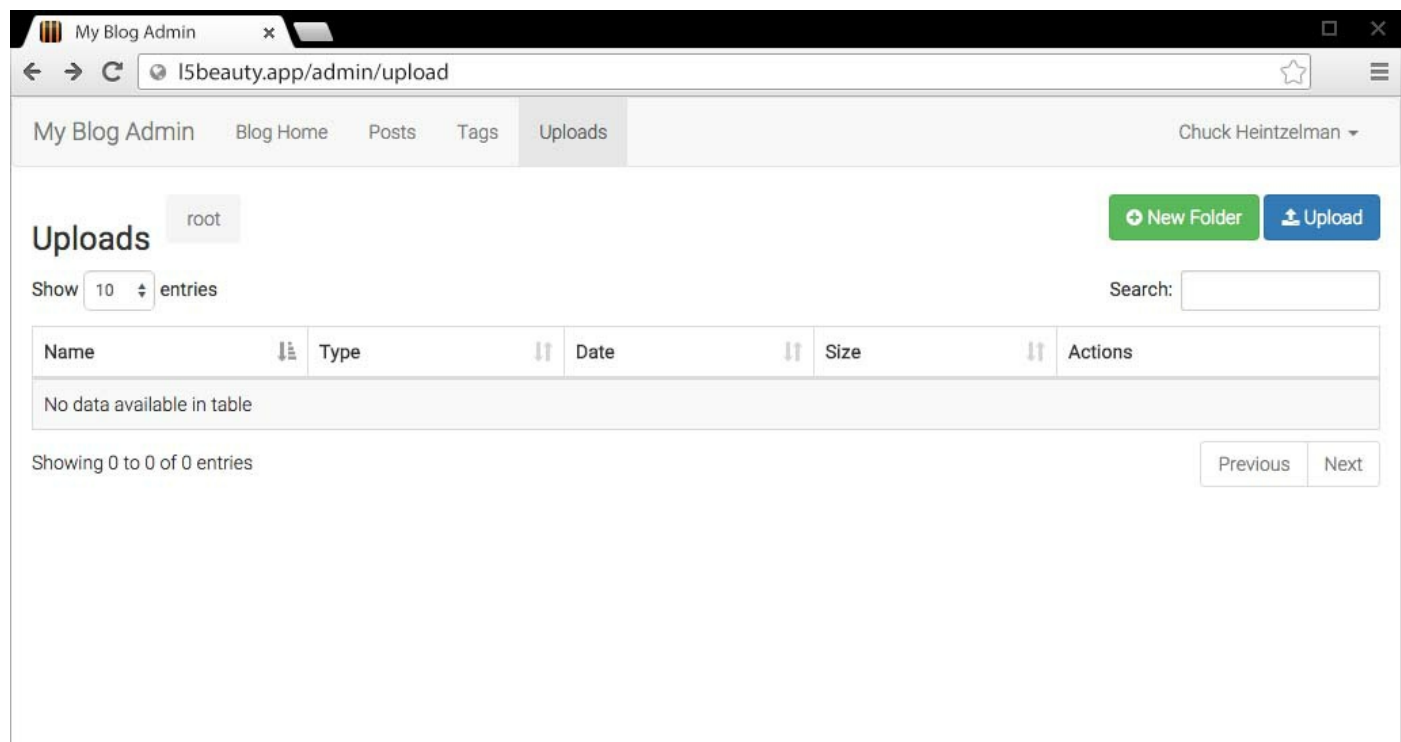 My Blog Admin
l5beauty.app/admin/upload
My Blog Admin Blog Home Posts Tags Uploads Chuck Heintzelman
Uploads root New Folder Upload
Show 10 entries Search:
Name Type Date Size Actions
No data available in table
Showing 0 to 0 of 0 entries Previous Next